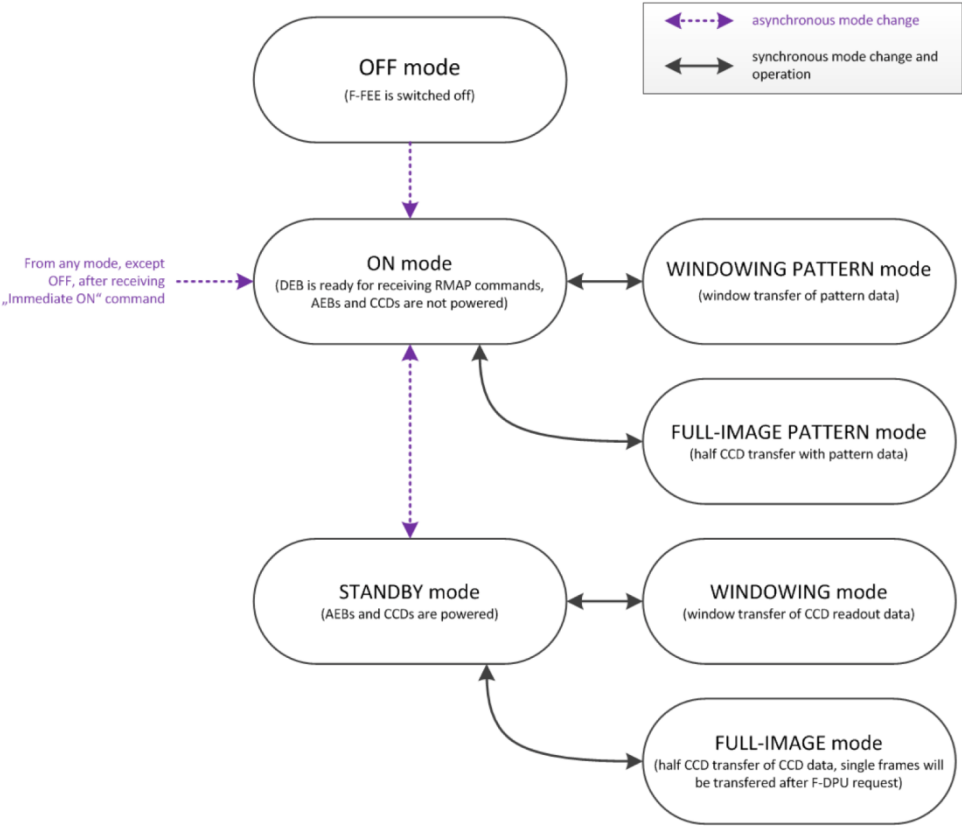 asynchronous mode change
synchronous mode change and
operation
OFF mode
(F-FEE is switched off)
From any mode, except
OFF, after receiving
„Immediate ON“ command
ON mode
(DEB is ready for receiving RMAP commands,
AEBs and CCDs are not powered)
WINDOWING PATTERN mode
(window transfer of pattern data)
FULL-IMAGE PATTERN mode
(half CCD transfer with pattern data)
STANDBY mode
(AEBs and CCDs are powered)
WINDOWING mode
(window transfer of CCD readout data)
FULL-IMAGE mode
(half CCD transfer of CCD data, single frames will
be transfered after F-DPU request)